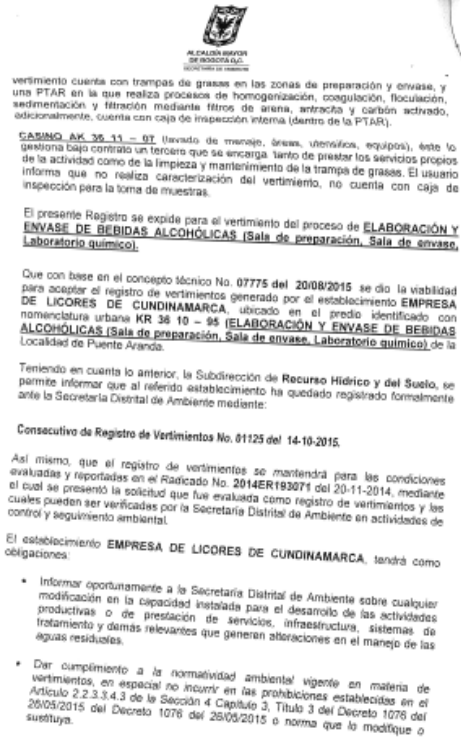 ALCALDÍA MAYOR
DE BOGOTÁ D.C.
SECRETARÍA DE AMBIENTE
vertimiento cuenta con trampas de grasas en las zonas de preparación y envase, y
una PTAR en la que realiza procesos de homogenización, coagulación, floculación,
sedimentación y filtración mediante filtros de arena, antracita y carbón activado,
adicionalmente, cuenta con caja de inspección interna (dentro de la PTAR).
CASINO AK 36 11 – 07 (lavado de menaje, áreas, utensilios, equipos), éste lo
gestiona bajo contrato un tercero que se encarga tanto de prestar los servicios propios
de la actividad como de la limpieza y mantenimiento de la trampa de grasas. El usuario
informa que no realiza caracterización del vertimiento, no cuenta con caja de
inspección para la toma de muestras.
El presente Registro se expide para el vertimiento del proceso de ELABORACIÓN Y
ENVASE DE BEBIDAS ALCOHÓLICAS (Sala de preparación, Sala de envase,
Laboratorio químico).
Que con base en el concepto técnico No. 07775 del 20/08/2015 se dio la viabilidad
para aceptar el registro de vertimientos generado por el establecimiento EMPRESA
DE LICORES DE CUNDINAMARCA, ubicado en el predio identificado con
nomenclatura urbana KR 36 10 – 95 (ELABORACIÓN Y ENVASE DE BEBIDAS
ALCOHÓLICAS (Sala de preparación, Sala de envase, Laboratorio químico) de la
Localidad de Puente Aranda.
Teniendo en cuenta lo anterior, la Subdirección de Recurso Hídrico y del Suelo, se
permite informar que al referido establecimiento ha quedado registrado formalmente
ante la Secretaría Distrital de Ambiente mediante:
Consecutivo de Registro de Vertimientos No. 01125 del 14-10-2015.
Así mismo, que el registro de vertimientos se mantendrá para las condiciones
evaluadas y reportadas en el Radicado No. 2014ER193071 del 20-11-2014, mediante
el cual se presentó la solicitud que fue evaluada como registro de vertimientos y las
cuales pueden ser verificadas por la Secretaría Distrital de Ambiente en actividades de
control y seguimiento ambiental.
El establecimiento EMPRESA DE LICORES DE CUNDINAMARCA, tendrá como
obligaciones:
• Informar oportunamente a la Secretaría Distrital de Ambiente sobre cualquier
modificación en la capacidad instalada para el desarrollo de las actividades
productivas o de prestación de servicios, infraestructura, sistemas de
tratamiento y demás relevantes que generen alteraciones en el manejo de las
aguas residuales.
• Dar cumplimiento a la normatividad ambiental vigente en materia de
vertimientos, en especial no incurrir en las prohibiciones establecidas en el
Artículo 2.2.3.3.4.3 de la Sección 4 Capítulo 3, Título 3 del Decreto 1076 del
26/05/2015 del Decreto 1076 del 26/05/2015 o norma que lo modifique o
sustituya.